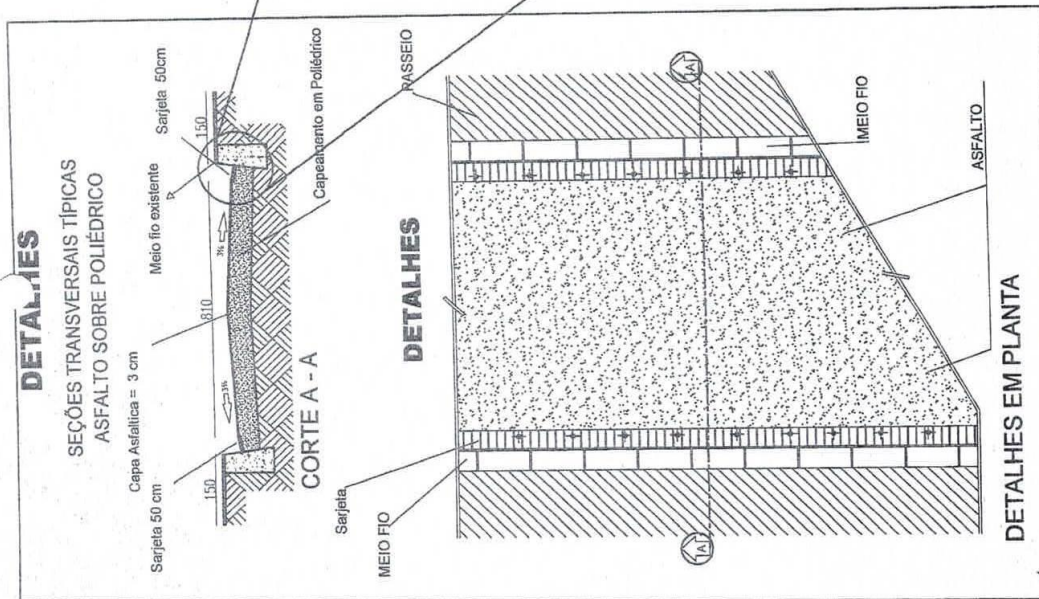 DETALHES
SEÇÕES TRANSVERSAIS TÍPICAS
ASFALTO SOBRE POLIÉDRICO
Capa Asfaltica = 3 cm
Sarjeta 50 cm
Meio fio existente
Sarjeta 50cm
150
810
150
3%
3%
Capeamento em Poliédrico
CORTE A - A
DETALHES
Sarjeta
MEIO FIO
PASSEIO
A
A
MEIO FIO
ASFALTO
DETALHES EM PLANTA